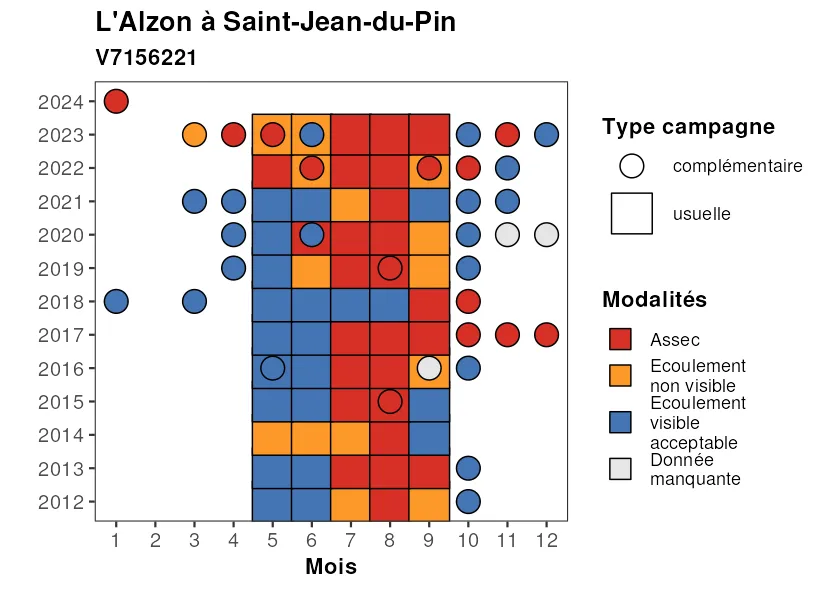 L'Alzon à Saint-Jean-du-Pin
V7156221
2024
2023
2022
2021
2020
2019
2018
2017
2016
2015
2014
2013
2012
1 2 3 4 5 6 7 8 9 10 11 12
Mois
Type campagne
complémentaire
usuelle
Modalités
Assec
Ecoulement
non visible
Ecoulement
visible
acceptable
Donnée
manquante